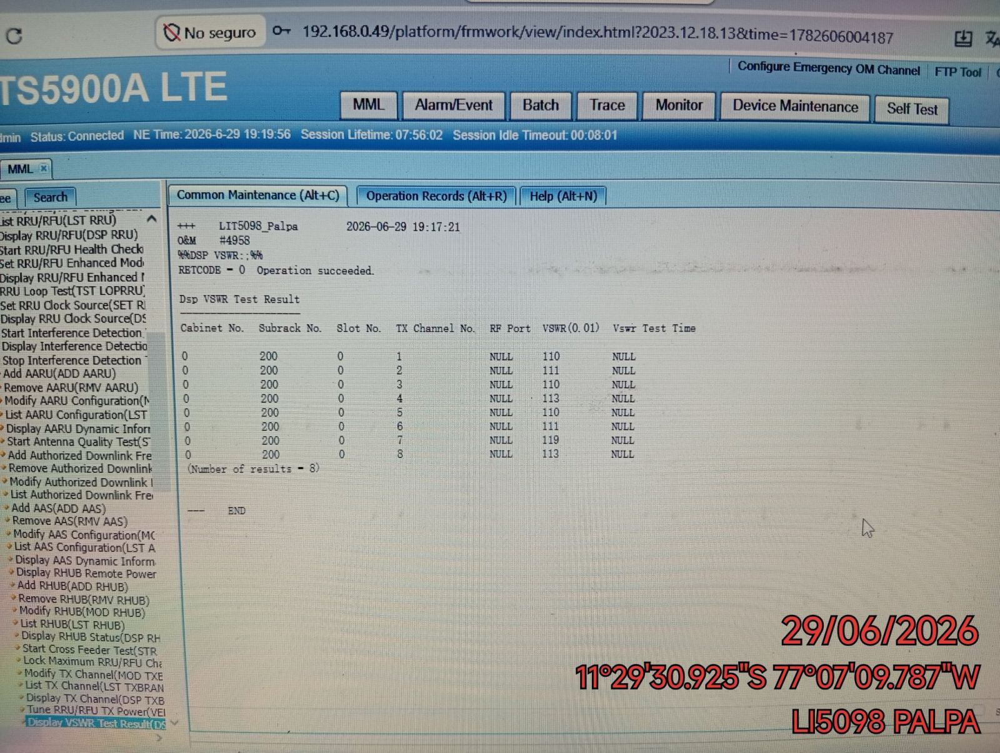 No seguro 192.168.0.49/platform/frmwork/view/index.html?2023.12.18.13&time=1782606004187
Configure Emergency OM Channel FTP Tool
TS5900A LTE
MML Alarm/Event Batch Trace Monitor Device Maintenance Self Test
dmin Status: Connected NE Time: 2026-6-29 19:19:56 Session Lifetime: 07:56:02 Session Idle Timeout: 00:08:01
MML
ee Search
Common Maintenance (Alt+C) Operation Records (Alt+R) Help (Alt+N)
ist RRU/RFU(LST RRU)
Display RRU/RFU(DSP RRU)
Start RRU/RFU Health Check
Set RRU/RFU Enhanced Mod
Display RRU/RFU Enhanced
RRU Loop Test(TST LOPRRU)
Set RRU Clock Source(SET R
Display RRU Clock Source(DS
Start Interference Detection
Display Interference Detectio
Stop Interference Detection
Add AARU(ADD AARU)
Remove AARU(RMV AARU)
Modify AARU Configuration(M
List AARU Configuration(LST
Display AARU Dynamic Infor
Start Antenna Quality Test(S
Add Authorized Downlink Fre
Remove Authorized Downlink
Modify Authorized Downlink
List Authorized Downlink Fre
Add AAS(ADD AAS)
Remove AAS(RMV AAS)
Modify AAS Configuration(MO
List AAS Configuration(LST A
Display AAS Dynamic Inform
Display RHUB Remote Power
Add RHUB(ADD RHUB)
Remove RHUB(RMV RHUB)
Modify RHUB(MOD RHUB)
List RHUB(LST RHUB)
Display RHUB Status(DSP RH
Start Cross Feeder Test(STR
Lock Maximum RRU/RFU Cha
Modify TX Channel(MOD TXB
List TX Channel(LST TXBRAN
Display TX Channel(DSP TXB
Tune RRU/RFU TX Power(VEI
Display VSWR Test Result(DS
+++ LIT5098_Palpa 2026-06-29 19:17:21
O&M #4958
%%DSP VSWR:;%%
RETCODE = 0 Operation succeeded.
Dsp VSWR Test Result
Cabinet No. Subrack No. Slot No. TX Channel No. RF Port VSWR(0.01) Vswr Test Time
0 200 0 1 NULL 110 NULL
0 200 0 2 NULL 111 NULL
0 200 0 3 NULL 110 NULL
0 200 0 4 NULL 113 NULL
0 200 0 5 NULL 110 NULL
0 200 0 6 NULL 111 NULL
0 200 0 7 NULL 119 NULL
0 200 0 8 NULL 113 NULL
(Number of results = 8)
--- END
29/06/2026
11°29'30.925"S 77°07'09.787"W
LI5098 PALPA